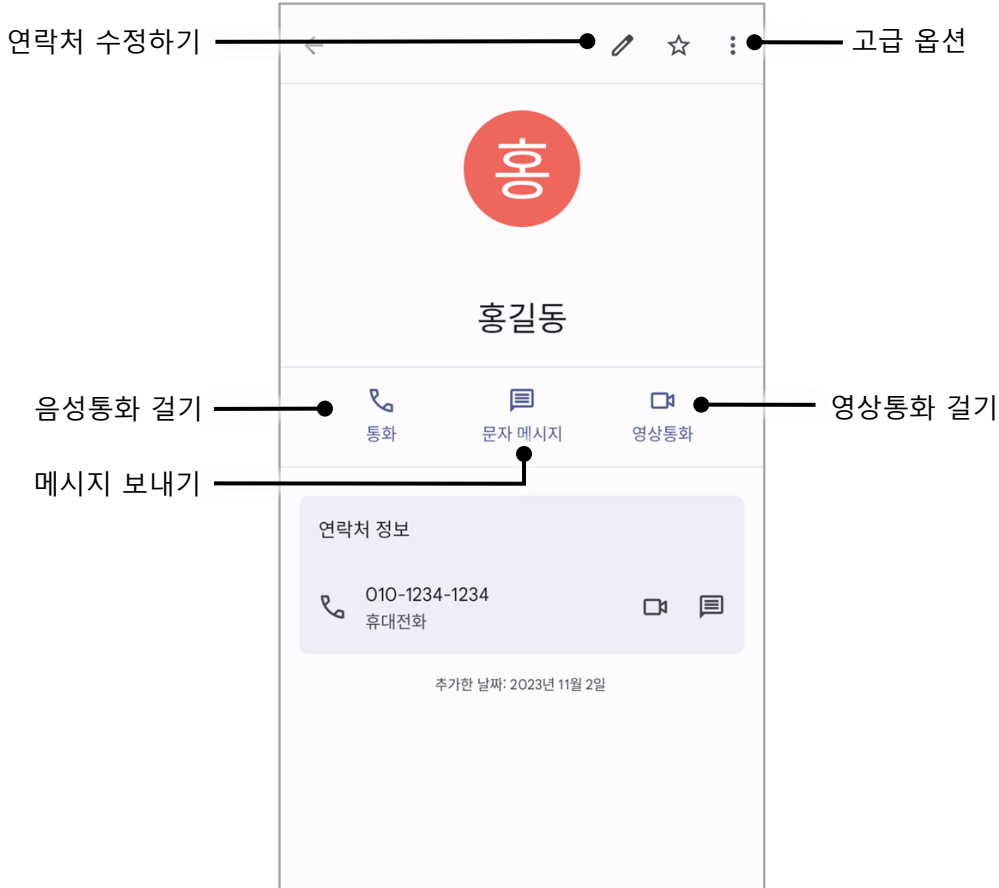 연락처 수정하기
고급 옵션
홍
홍길동
음성통화 걸기
통화
문자 메시지
영상통화
영상통화 걸기
메시지 보내기
연락처 정보
010-1234-1234
휴대전화
추가한 날짜: 2023년 11월 2일